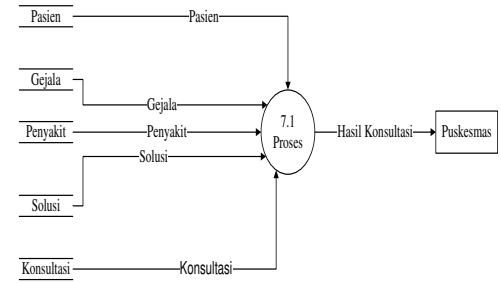 Pasien
Pasien
Gejala
Gejala
Penyakit
Penyakit
7.1
Proses
Hasil Konsultasi
Puskesmas
Solusi
Solusi
Konsultasi
Konsultasi